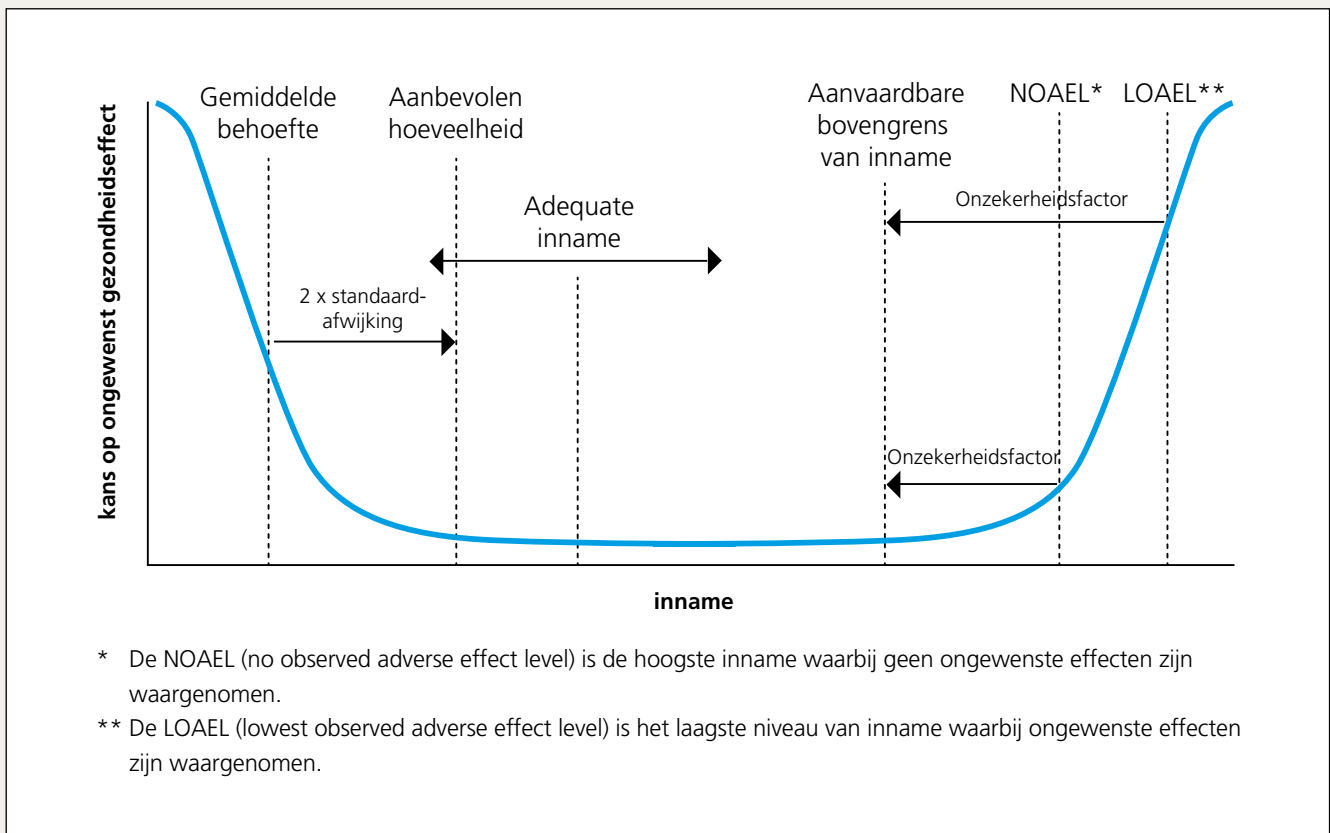 Gemiddelde
behoefte
Aanbevolen
hoeveelheid
Aanvaardbare
bovengrens
van inname
NOAEL*
LOAEL**
Adequate
inname
Onzekerheidsfactor
2 x standaard-
afwijking
Onzekerheidsfactor
kans op ongewenst gezondheidseffect
inname
* De NOAEL (no observed adverse effect level) is de hoogste inname waarbij geen ongewenste effecten zijn
waargenomen.
** De LOAEL (lowest observed adverse effect level) is het laagste niveau van inname waarbij ongewenste effecten
zijn waargenomen.